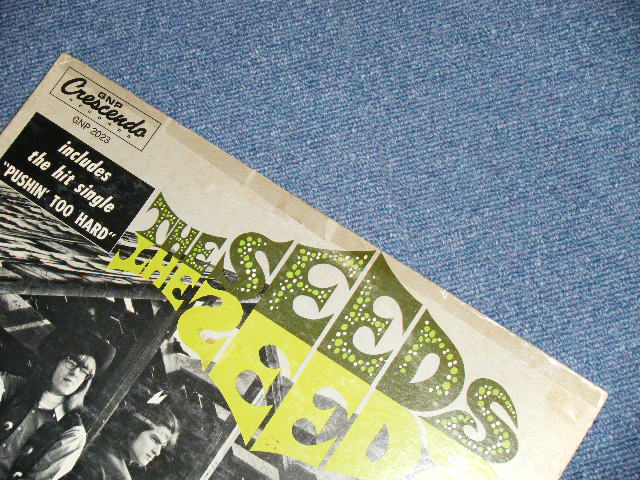 GNP
Crescendo
RECORDS
GNP 2023
includes
the hit single
"PUSHIN' TOO HARD"
THE SEEDS
THE SEEDS